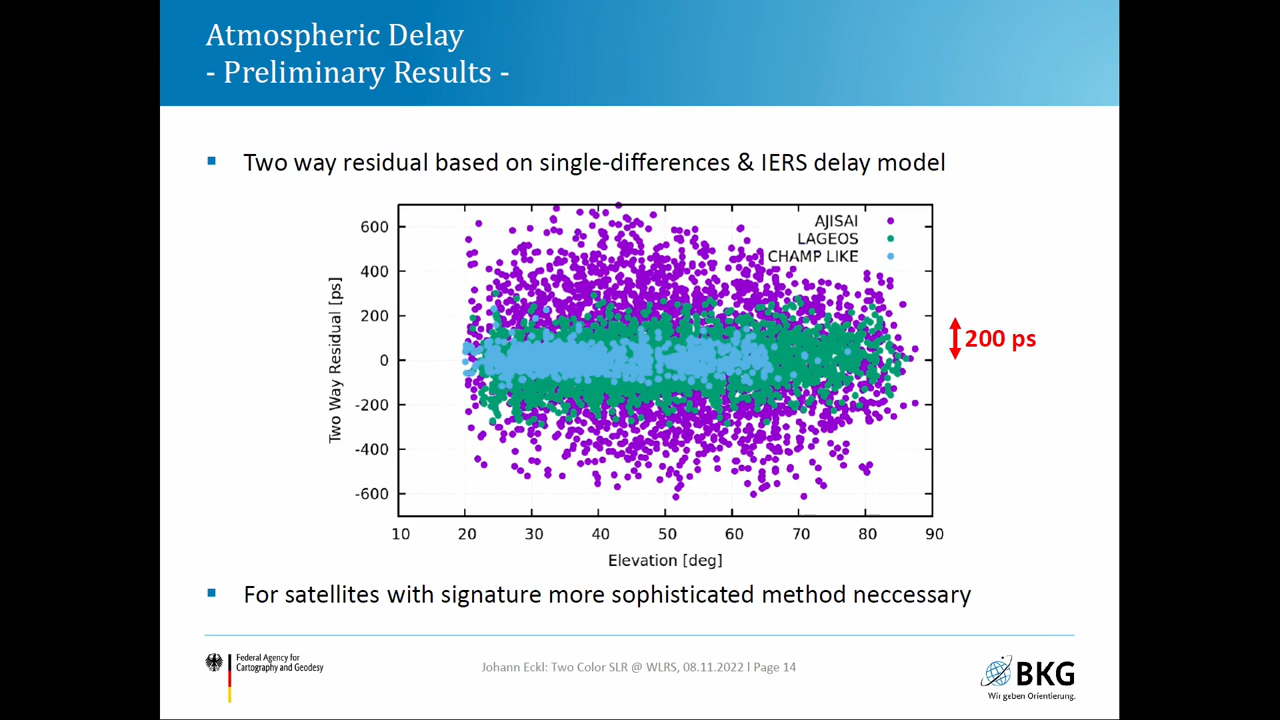 Atmospheric Delay
- Preliminary Results -
Two way residual based on single-differences & IERS delay model
AJISAI
LAGEOS
CHAMP LIKE
600
400
200
0
-200
-400
-600
Two Way Residual [ps]
200 ps
10 20 30 40 50 60 70 80 90
Elevation [deg]
For satellites with signature more sophisticated method neccessary
Federal Agency for
Cartography and Geodesy
Johann Eckl: Two Color SLR @ WLRS, 08.11.2022 I Page 14
BKG
Wir geben Orientierung.